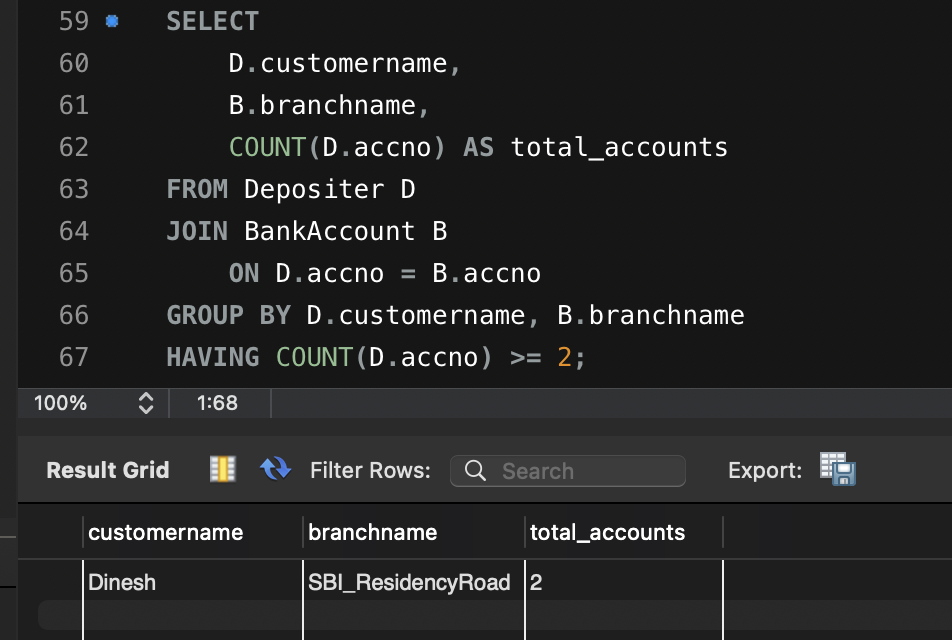 59 SELECT
60 D.customername,
61 B.branchname,
62 COUNT(D.accno) AS total_accounts
63 FROM Depositer D
64 JOIN BankAccount B
65 ON D.accno = B.accno
66 GROUP BY D.customername, B.branchname
67 HAVING COUNT(D.accno) >= 2;
100% 1:68
Result Grid Filter Rows: Search Export:
customername branchname total_accounts
Dinesh SBI_ResidencyRoad 2